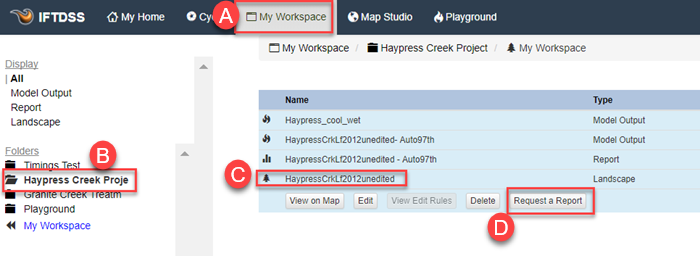 IFTDSS My Home Cyc My Workspace Map Studio Playground
A
Display
All
Model Output
Report
Landscape
Folders
Timings Test
B
Haypress Creek Proje
Granite Creek Treatm
Playground
My Workspace
My Workspace / Haypress Creek Project / My Workspace
Name Type
Haypress_cool_wet Model Output
HaypressCrkLf2012unedited- Auto97th Model Output
HaypressCrkLf2012unedited - Auto97th Report
C
HaypressCrkLf2012unedited Landscape
View on Map Edit View Edit Rules Delete Request a Report
D